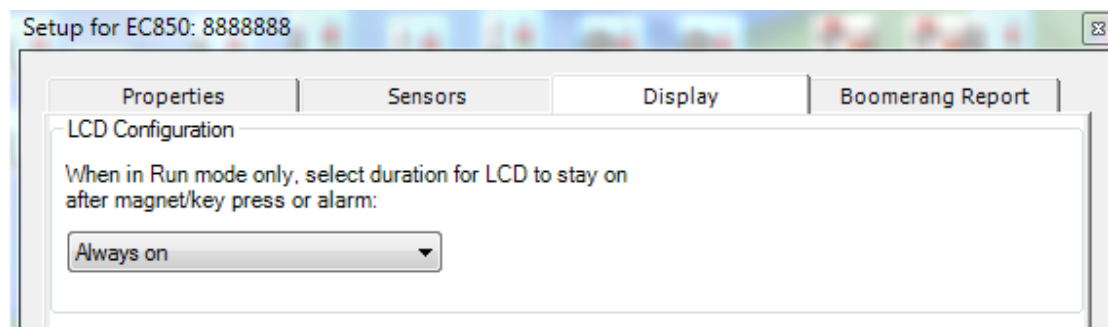 Setup for EC850: 8888888
Properties Sensors Display Boomerang Report
LCD Configuration
When in Run mode only, select duration for LCD to stay on
after magnet/key press or alarm:
Always on